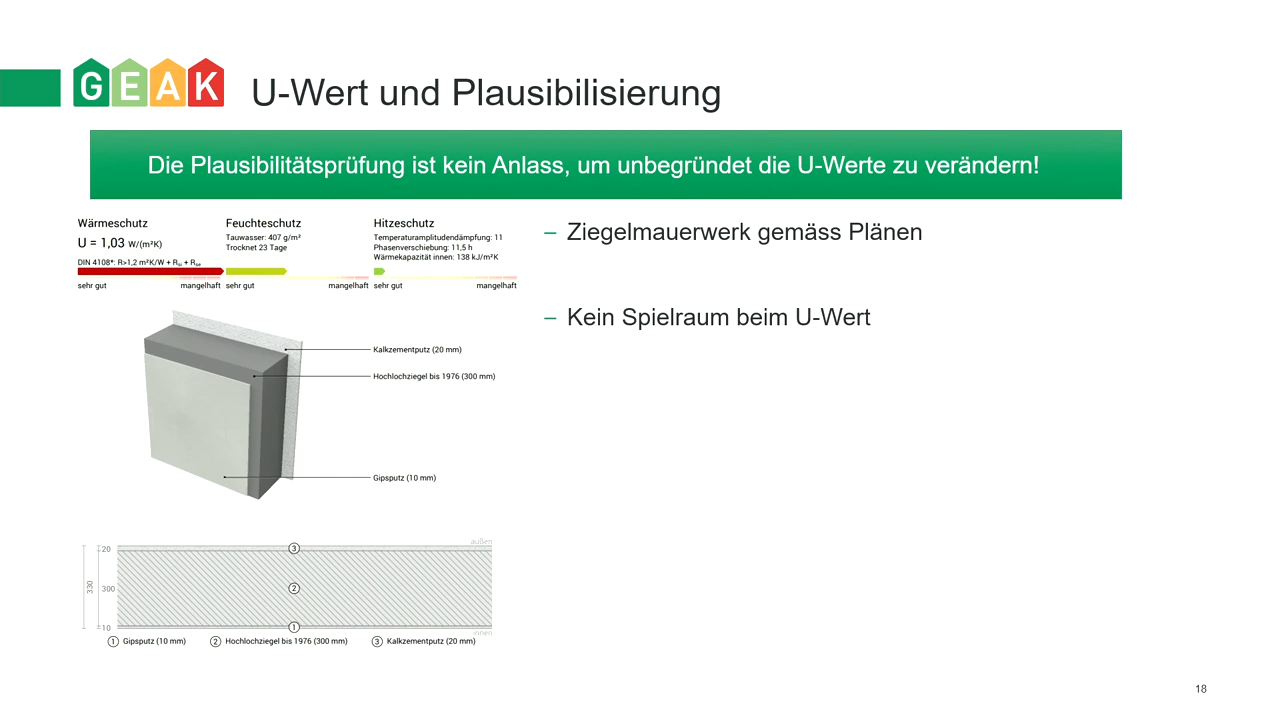 GEAK
U-Wert und Plausibilisierung
Die Plausibilitätsprüfung ist kein Anlass, um unbegründet die U-Werte zu verändern!
Wärmeschutz
U = 1,03 W/(m²K)
DIN 4108*: R>1,2 m²K/W + Rsi + Rse
sehr gut
mangelhaft
Feuchteschutz
Tauwasser: 407 g/m²
Trocknet 23 Tage
sehr gut
mangelhaft
Hitzeschutz
Temperaturamplitudendämpfung: 11
Phasenverschiebung: 11,5 h
Wärmekapazität innen: 138 kJ/m²K
sehr gut
mangelhaft
– Ziegelmauerwerk gemäss Plänen
– Kein Spielraum beim U-Wert
Kalkzementputz (20 mm)
Hochlochziegel bis 1976 (300 mm)
Gipsputz (10 mm)
außen
20
3
330
300
2
10
1
innen
1 Gipsputz (10 mm)
2 Hochlochziegel bis 1976 (300 mm)
3 Kalkzementputz (20 mm)
18